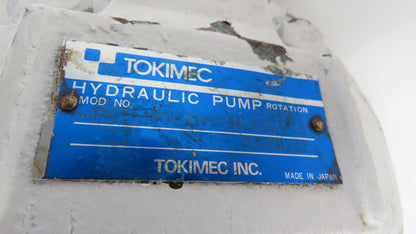 TOKIMEC
HYDRAULIC PUMP ROTATION
MOD NO.
TOKIMEC INC.
MADE IN JAPAN